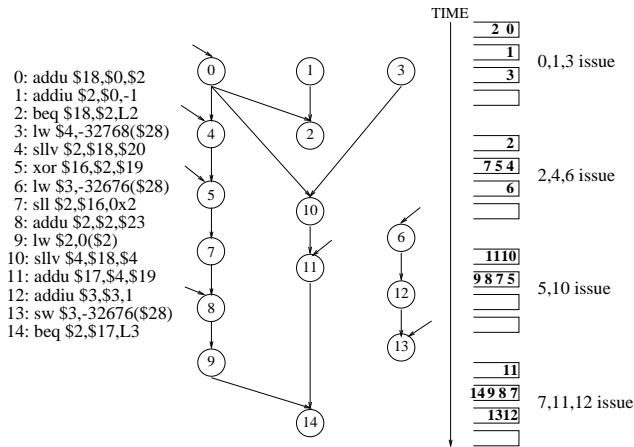 TIME
0: addu $18,$0,$2
1: addiu $2,$0,-1
2: beq $18,$2,L2
3: lw $4,-32768($28)
4: sllv $2,$18,$20
5: xor $16,$2,$19
6: lw $3,-32676($28)
7: sll $2,$16,0x2
8: addu $2,$2,$23
9: lw $2,0($2)
10: sllv $4,$18,$4
11: addu $17,$4,$19
12: addiu $3,$3,1
13: sw $3,-32676($28)
14: beq $2,$17,L3
0
1
3
4
2
5
10
6
7
11
12
8
13
9
14
2 0
1
3
0,1,3 issue
2
7 5 4
6
2,4,6 issue
1110
9 8 7 5
5,10 issue
11
14 9 8 7
1312
7,11,12 issue